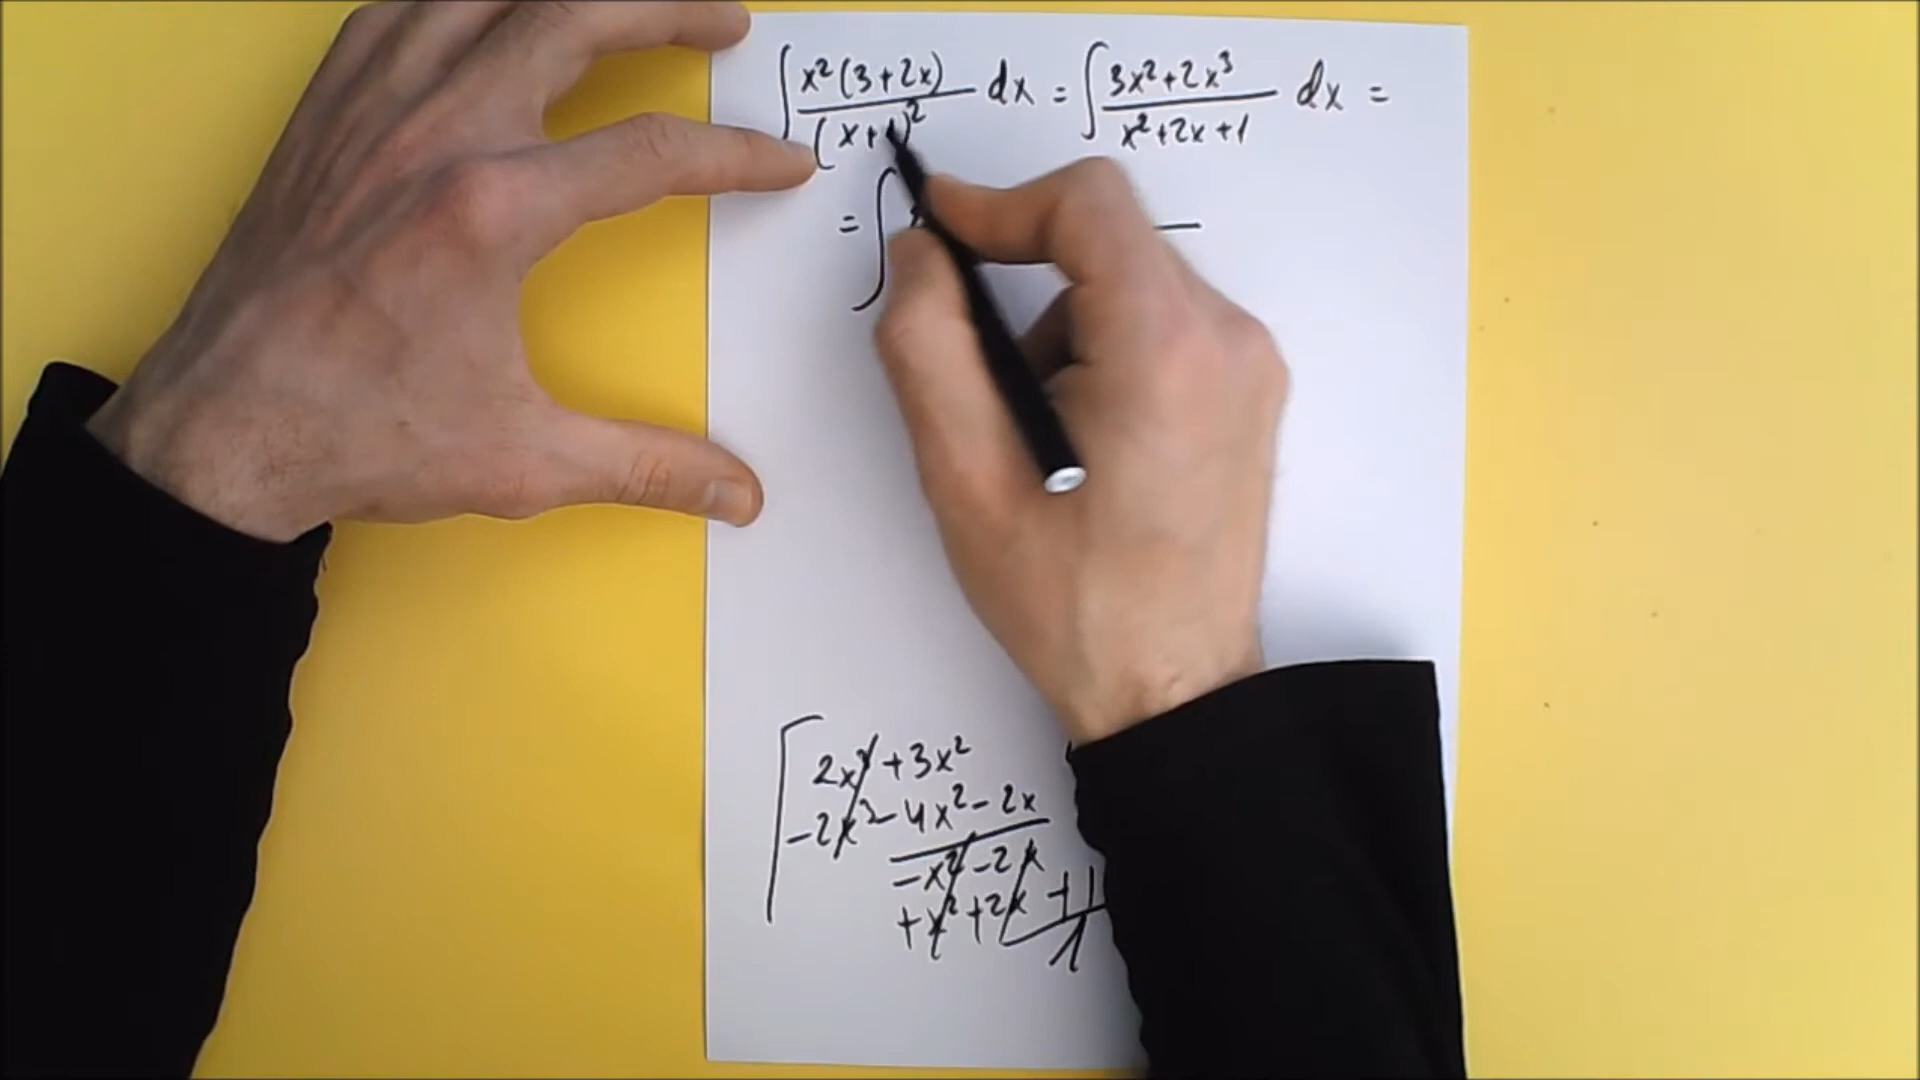 ∫ x²(3+2x) / (x+1)² dx = ∫ 3x²+2x³ / x²+2x+1 dx =
= ∫
2x³+3x²
-2x³-4x²-2x
-x²-2x
+x²+2x+1
1